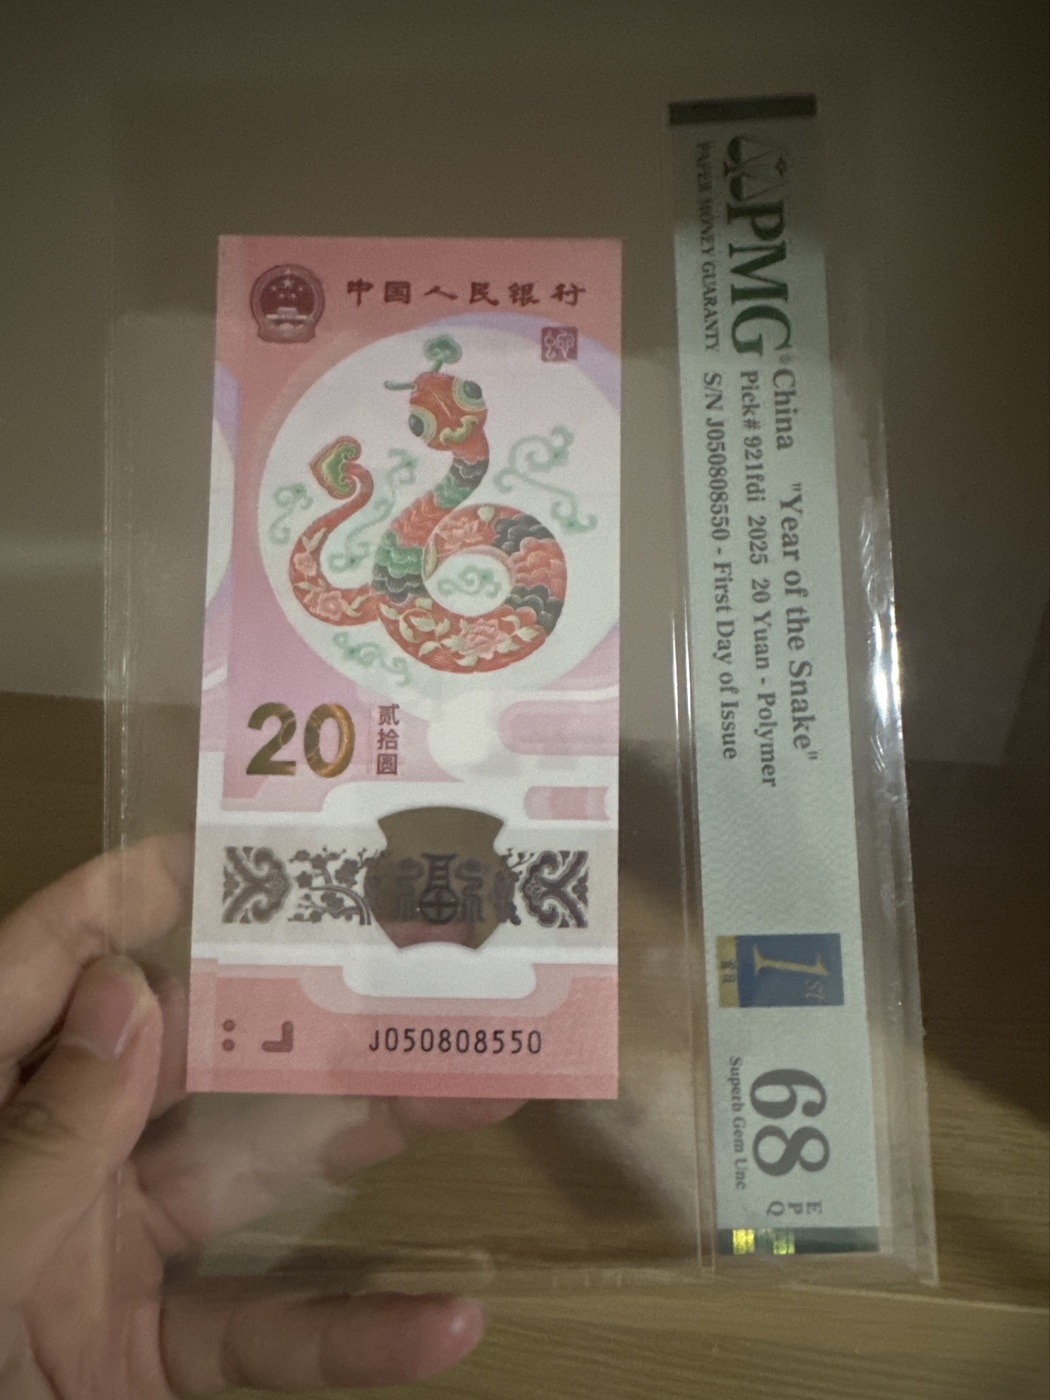 中国人民银行
20
贰拾圆
J050808550
PMG
PAPER MONEY GUARANTY
China "Year of the Snake"
Pick# 921fdi 2025 20 Yuan - Polymer
S/N J050808550 - First Day of Issue
1st
68
Superb Gem Unc
E
P
Q